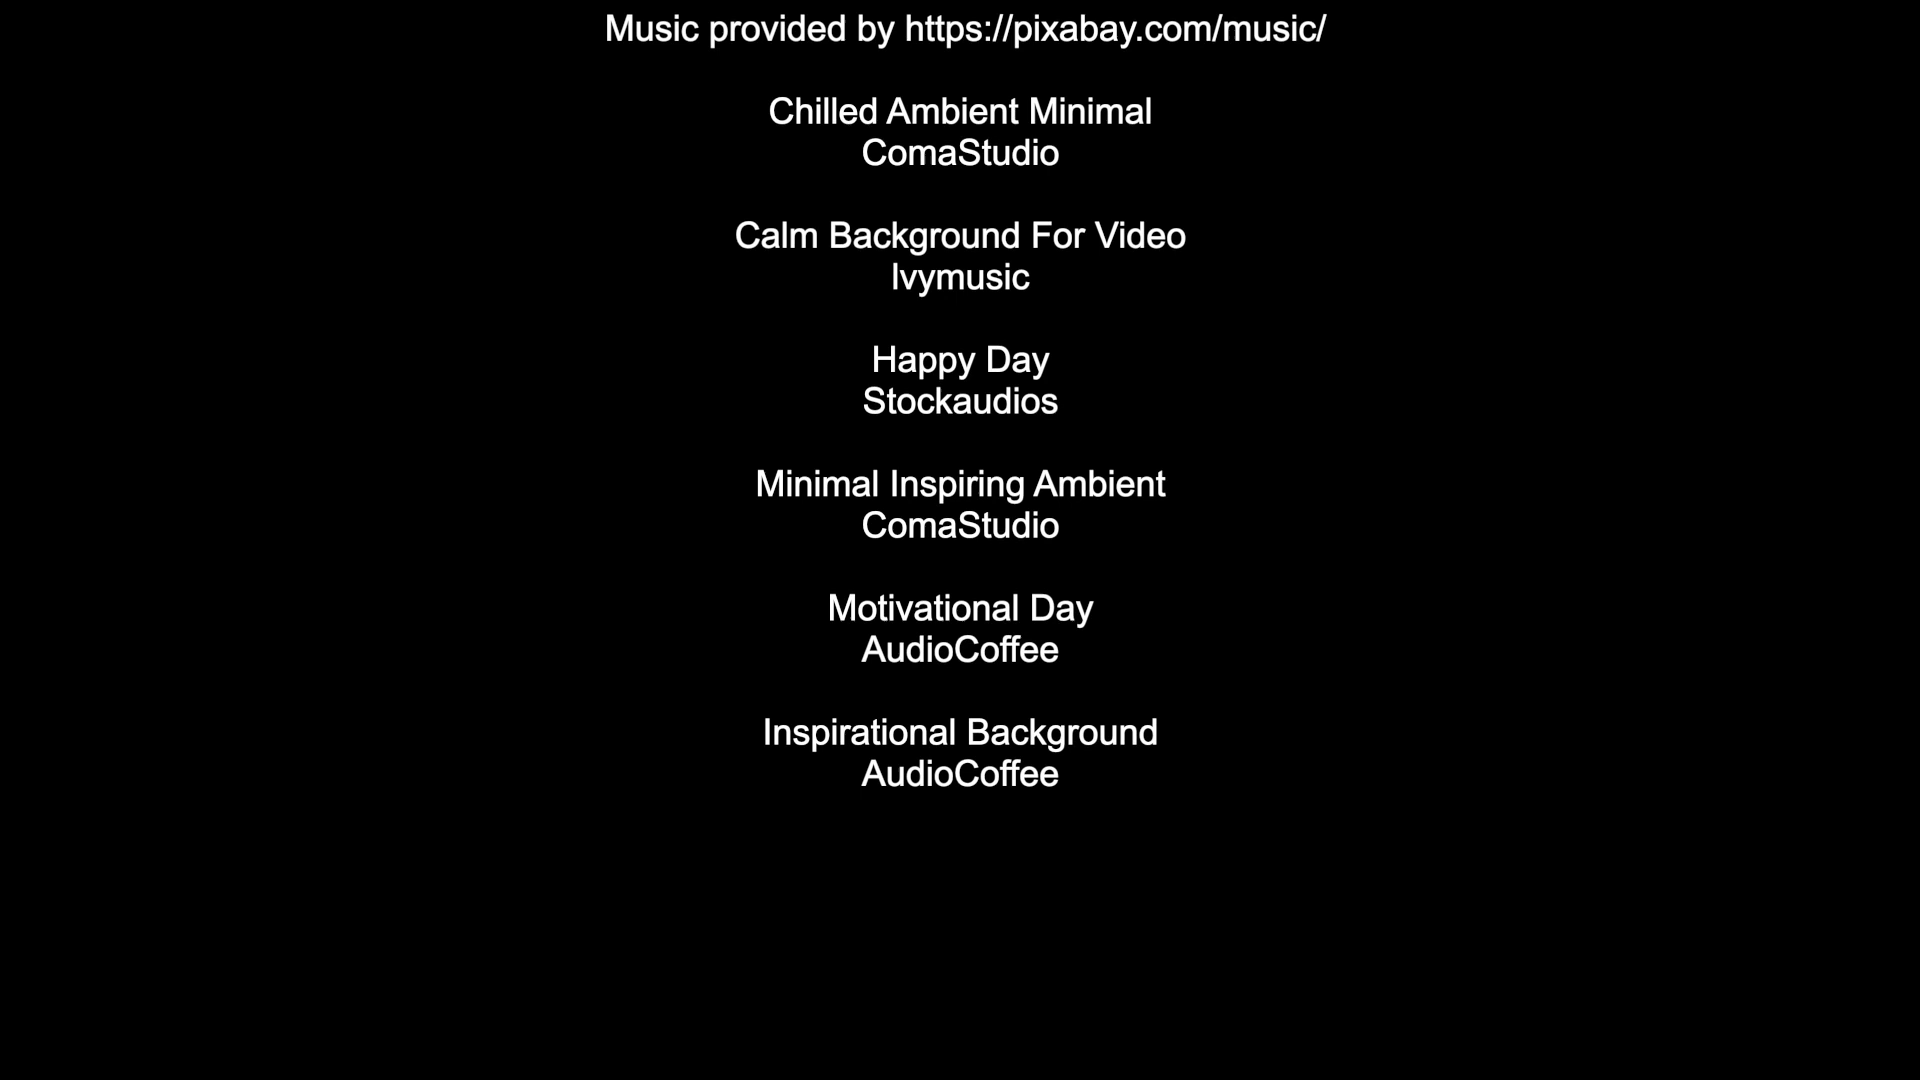 Music provided by https://pixabay.com/music/
Chilled Ambient Minimal
ComaStudio
Calm Background For Video
Ivymusic
Happy Day
Stockaudios
Minimal Inspiring Ambient
ComaStudio
Motivational Day
AudioCoffee
Inspirational Background
AudioCoffee